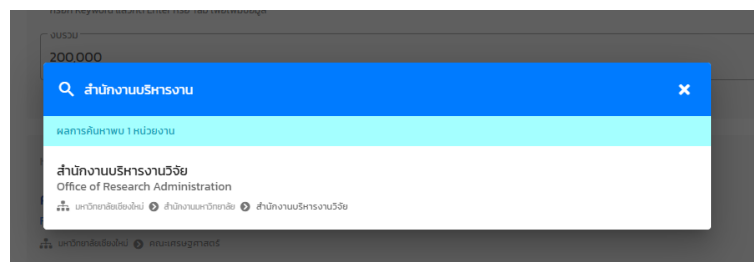 งบรวม
200,000
สำนักงานบริหารงาน
ผลการค้นหาพบ 1 หน่วยงาน
สำนักงานบริหารงานวิจัย
Office of Research Administration
มหาวิทยาลัยเชียงใหม่ สำนักงานมหาวิทยาลัย สำนักงานบริหารงานวิจัย
มหาวิทยาลัยเชียงใหม่ คณะเศรษฐศาสตร์